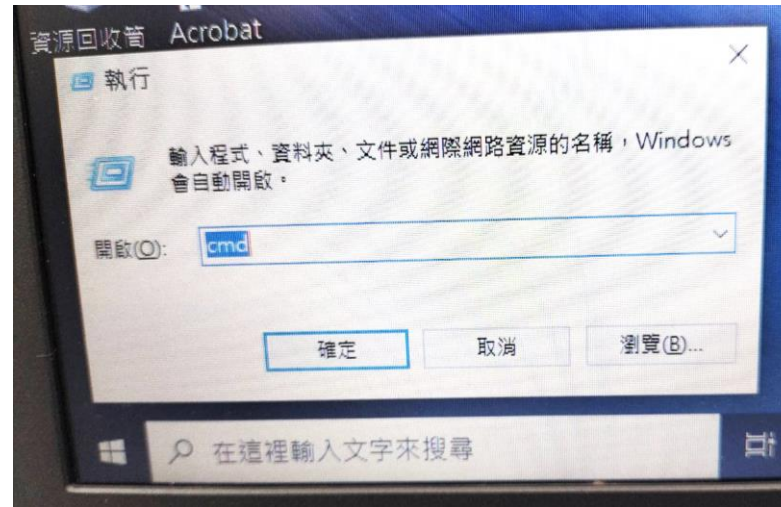 資源回收筒 Acrobat
執行
輸入程式、資料夾、文件或網際網路資源的名稱，Windows
會自動開啟。
開啟(O): cmd
確定 取消 瀏覽(B)...
在這裡輸入文字來搜尋